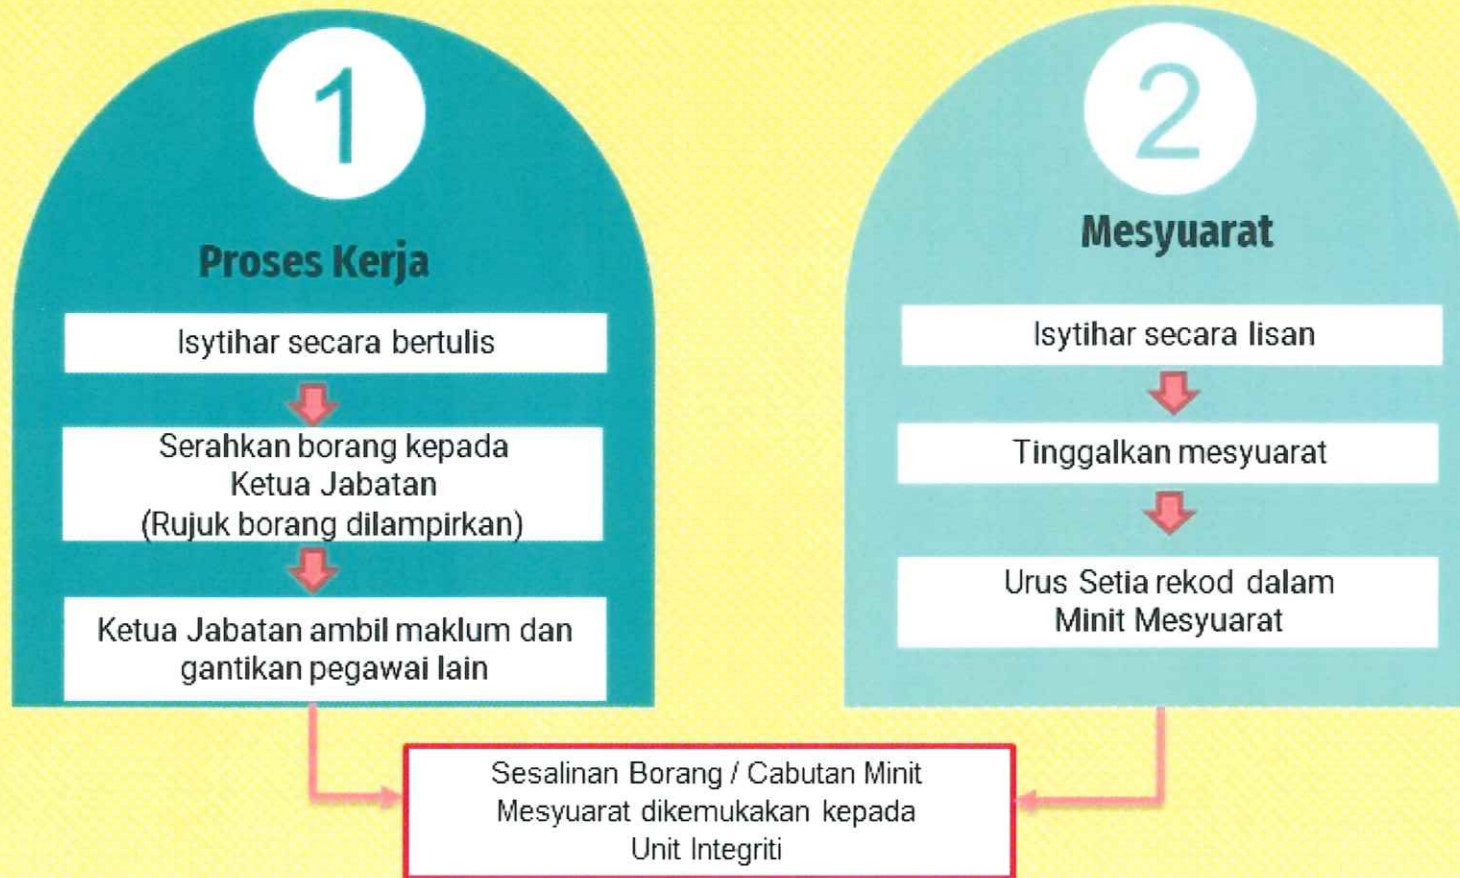 1
Proses Kerja
Isytihar secara bertulis
Serahkan borang kepada
Ketua Jabatan
(Rujuk borang dilampirkan)
Ketua Jabatan ambil maklum dan
gantikan pegawai lain
2
Mesyuarat
Isytihar secara lisan
Tinggalkan mesyuarat
Urus Setia rekod dalam
Minit Mesyuarat
Sesalinan Borang / Cabutan Minit
Mesyuarat dikemukakan kepada
Unit Integriti